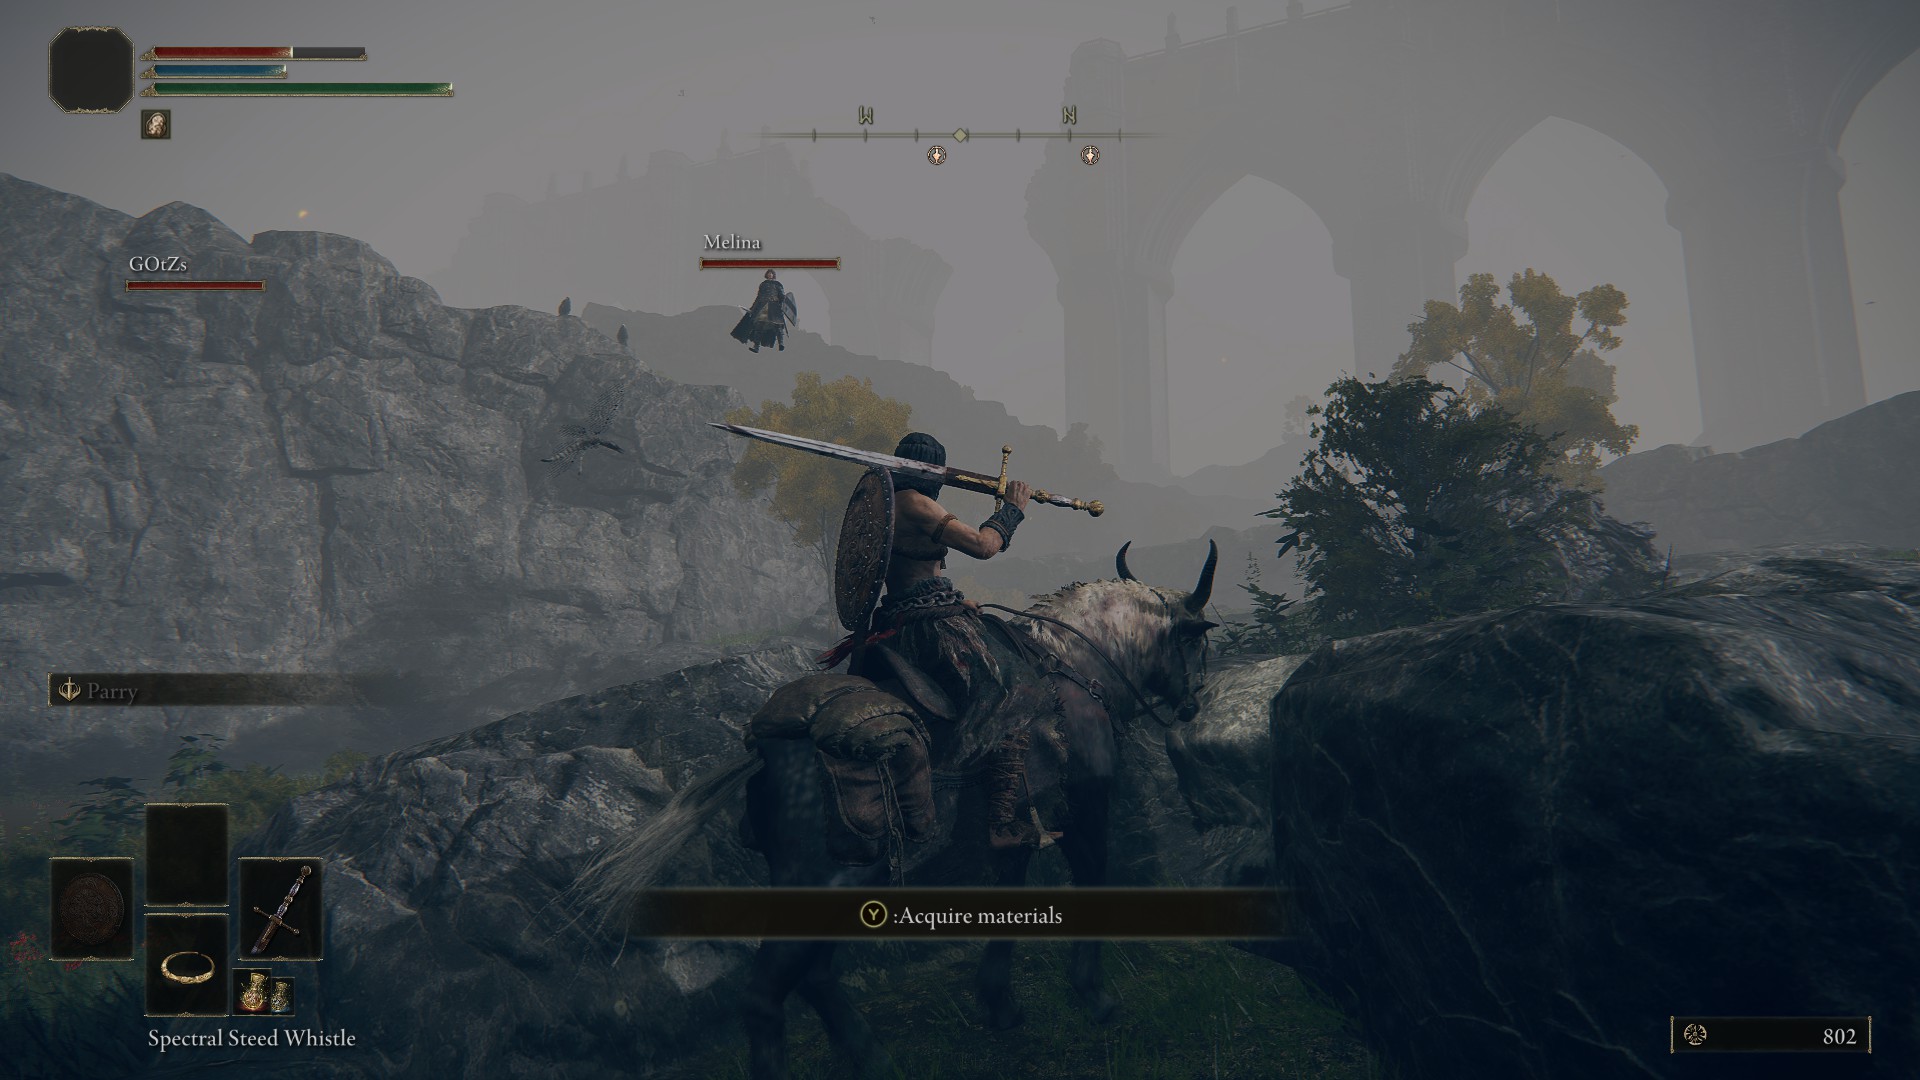 W
N
Melina
GOtZs
Parry
Y :Acquire materials
Spectral Steed Whistle
802